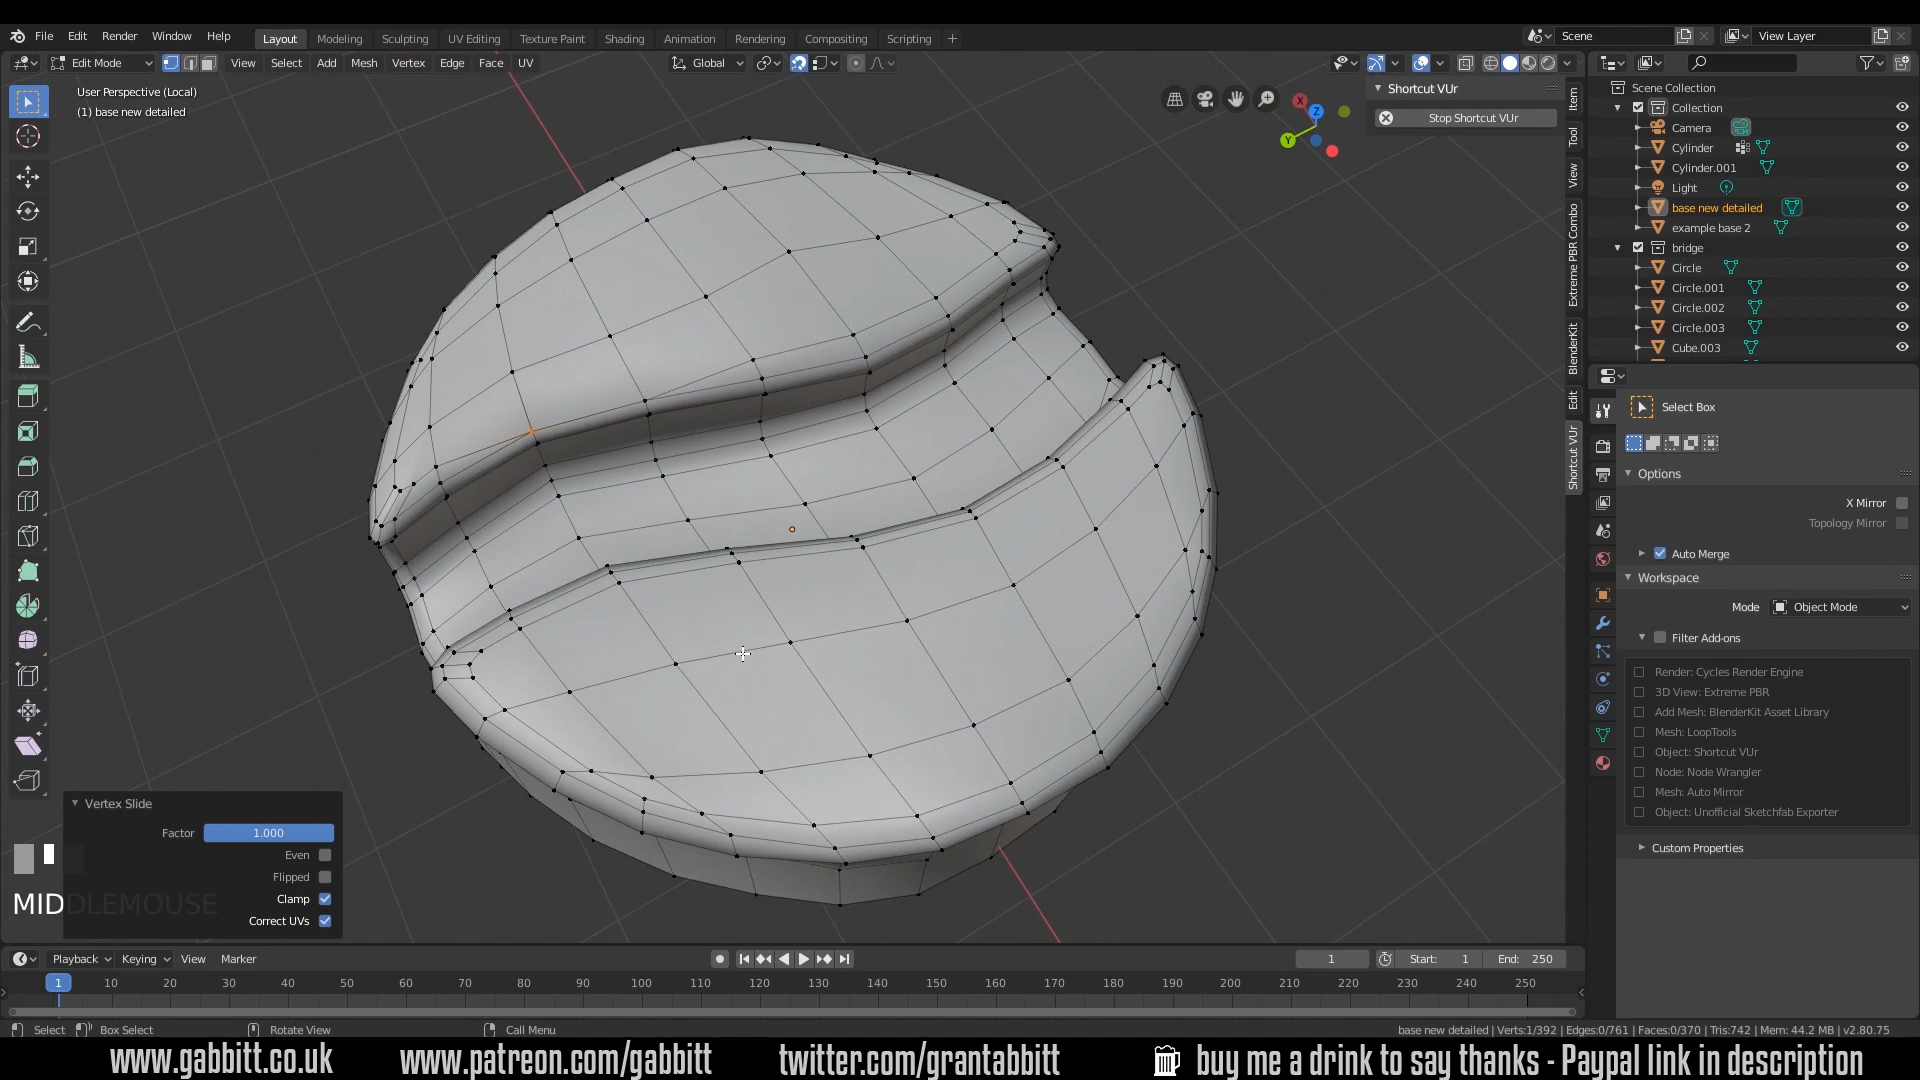 File Edit Render Window Help Layout Modeling Sculpting UV Editing Texture Paint Shading Animation Rendering Compositing Scripting + Scene View Layer
Edit Mode View Select Add Mesh Vertex Edge Face UV Global
User Perspective (Local)
(1) base new detailed
X
Z
Y
Shortcut VUr
Stop Shortcut VUr
Item
Tool
View
Extreme PBR Combo
BlenderKit
Edit
Shortcut VUr
Scene Collection
Collection
Camera
Cylinder
Cylinder.001
Light
base new detailed
example base 2
bridge
Circle
Circle.001
Circle.002
Circle.003
Cube.003
Select Box
Options
X Mirror
Topology Mirror
Auto Merge
Workspace
Mode Object Mode
Filter Add-ons
Render: Cycles Render Engine
3D View: Extreme PBR
Add Mesh: BlenderKit Asset Library
Mesh: LoopTools
Object: Shortcut VUr
Node: Node Wrangler
Mesh: Auto Mirror
Object: Unofficial Sketchfab Exporter
Custom Properties
Vertex Slide
Factor 1.000
Even
Flipped
Clamp
Correct UVs
MIDDLEMOUSE
Playback Keying View Marker 1 Start: 1 End: 250
1 10 20 30 40 50 60 70 80 90 100 110 120 130 140 150 160 170 180 190 200 210 220 230 240 250
Select Box Select Rotate View Call Menu base new detailed | Verts:1/392 | Edges:0/761 | Faces:0/370 | Tris:742 | Mem: 44.2 MB | v2.80.75
www.gabbitt.co.uk www.patreon.com/gabbitt twitter.com/grantabbitt buy me a drink to say thanks - Paypal link in description